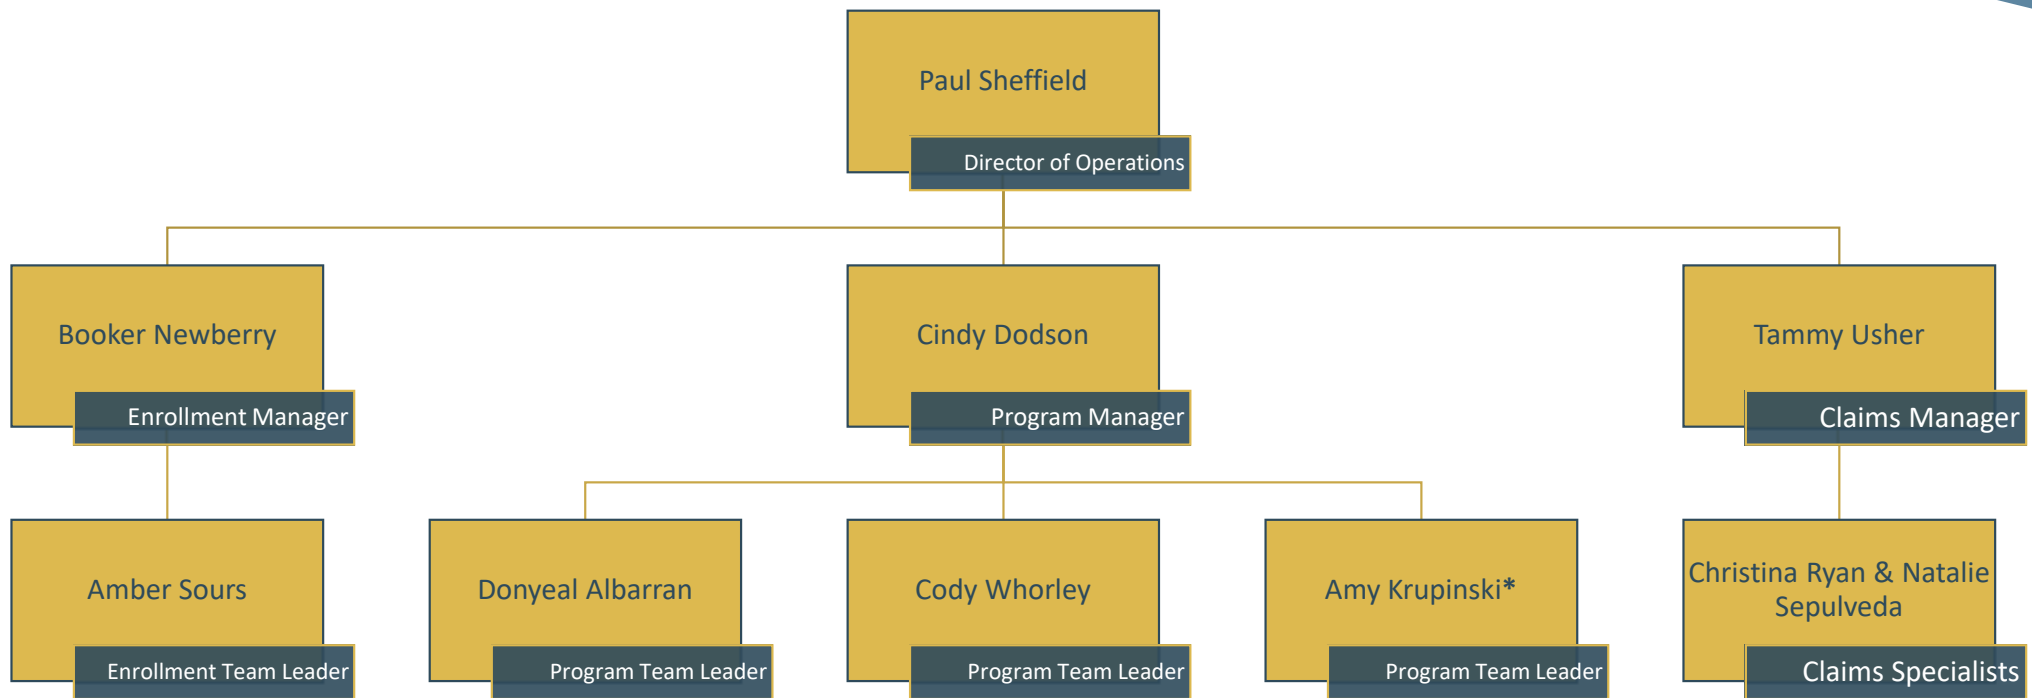 Paul Sheffield
Director of Operations
Booker Newberry
Enrollment Manager
Cindy Dodson
Program Manager
Tammy Usher
Claims Manager
Amber Sours
Enrollment Team Leader
Donyeal Albarran
Program Team Leader
Cody Whorley
Program Team Leader
Amy Krupinski*
Program Team Leader
Christina Ryan & Natalie
Sepulveda
Claims Specialists